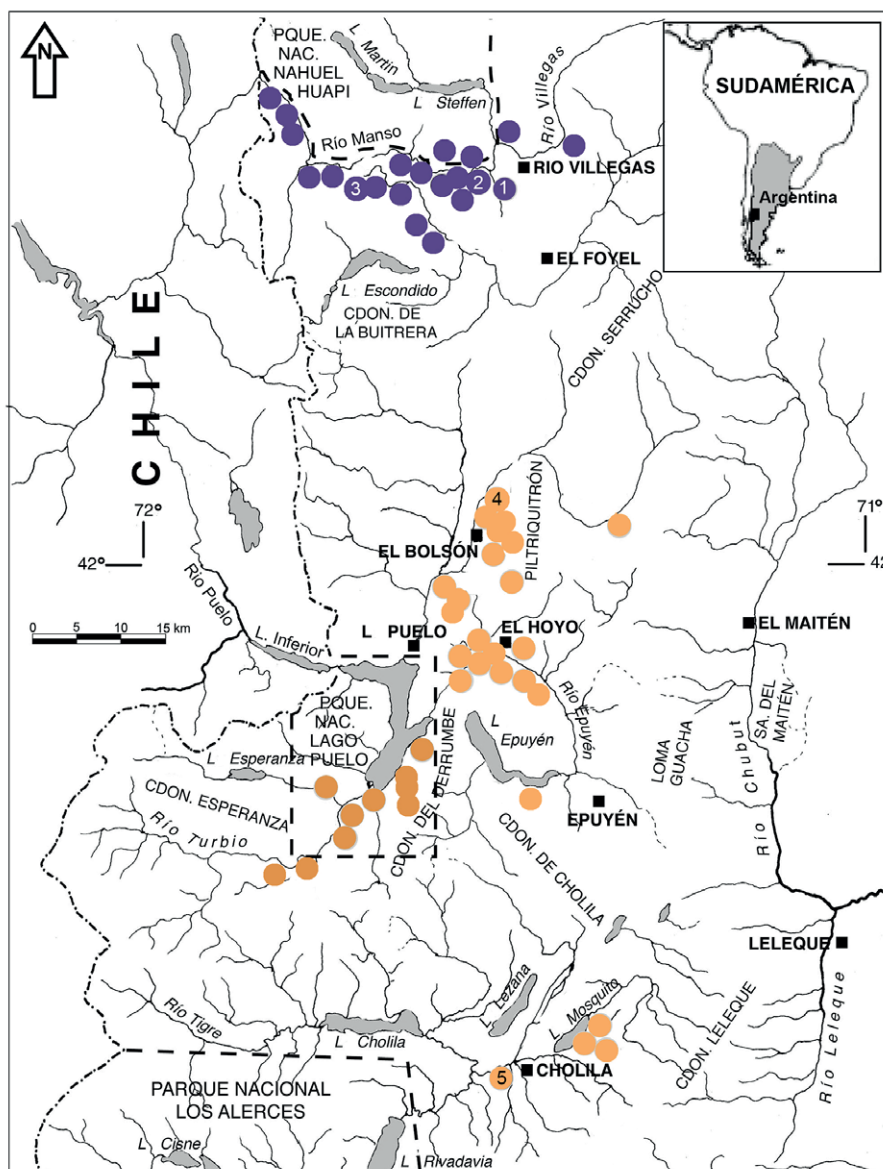 N
PQUE.
NAC.
NAHUEL
HUAPI
L Martin
L Steffen
Río Villegas
SUDAMÉRICA
Argentina
Río Manso
RIO VILLEGAS
3
2
1
EL FOYEL
L Escondido
CDON. DE
LA BUITRERA
CDON. SERRUCHO
CHILE
72°
42°
71°
42°
4
PILTRIQUITRÓN
EL BOLSÓN
Río Puelo
0 5 10 15 km
L. Inferior
L PUELO
EL HOYO
EL MAITÉN
PQUE.
NAC.
LAGO
PUELO
Río Epuyén
L Epuyén
SA. DEL
MAITÉN
LOMA
GUACHA
Río Chubut
L Esperanza
CDON. ESPERANZA
Río Turbio
CDON. DEL DERRUMBE
EPUYÉN
CDON. DE CHOLILA
LELEQUE
L Lezana
L Mosquito
CDON. LELEQUE
Río Leleque
Río Tigre
L Cholila
5
CHOLILA
PARQUE NACIONAL
LOS ALERCES
L Cisne
L Rivadavia